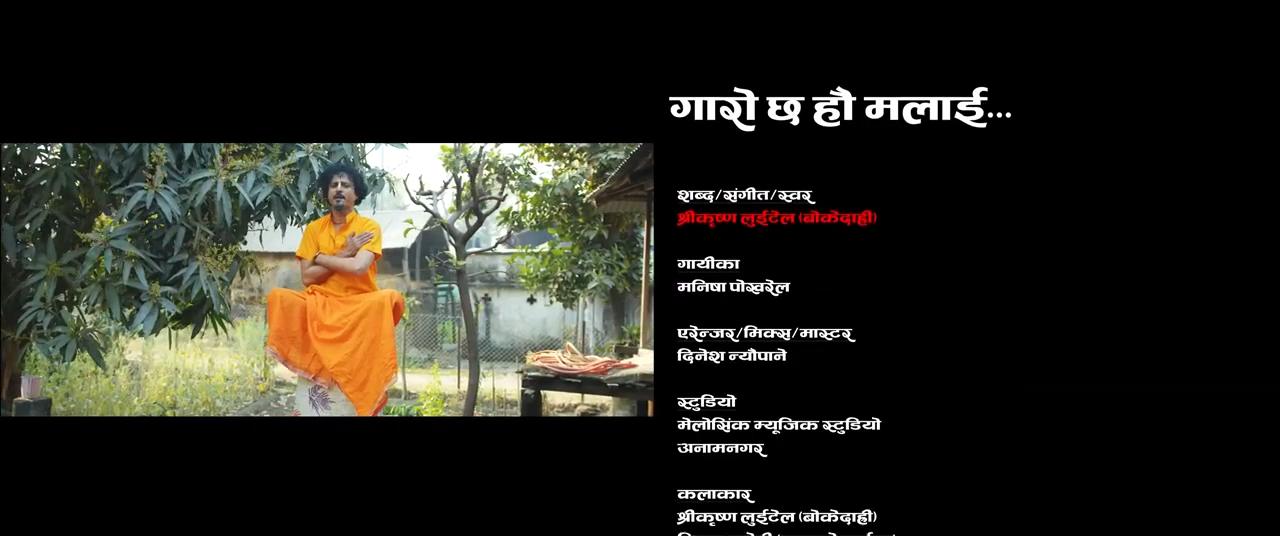 गारो छ हौ मलाई...
शब्द/संगीत/स्वर
श्रीकृष्ण लुईटेल (बोकेदाह्री)
गायीका
मनिषा पोखरेल
एरेन्जर/मिक्स/मास्टर
दिनेश न्यौपाने
स्टुडियो
मेलोसिंक म्यूजिक स्टुडियो
अनामनगर
कलाकार
श्रीकृष्ण लुईटेल (बोकेदाह्री)